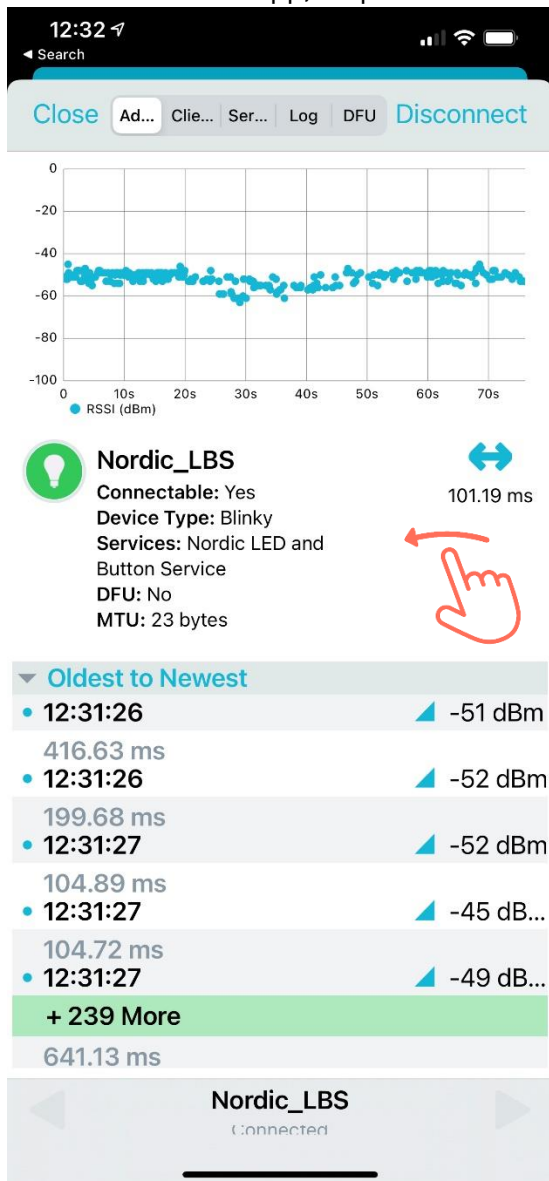 12:32
Search
Close Ad... Clie... Ser... Log DFU Disconnect
0
-20
-40
-60
-80
-100
0 10s 20s 30s 40s 50s 60s 70s
RSSI (dBm)
Nordic_LBS
Connectable: Yes
101.19 ms
Device Type: Blinky
Services: Nordic LED and
Button Service
DFU: No
MTU: 23 bytes
Oldest to Newest
12:31:26 -51 dBm
416.63 ms
12:31:26 -52 dBm
199.68 ms
12:31:27 -52 dBm
104.89 ms
12:31:27 -45 dB...
104.72 ms
12:31:27 -49 dB...
+ 239 More
641.13 ms
Nordic_LBS
Connected